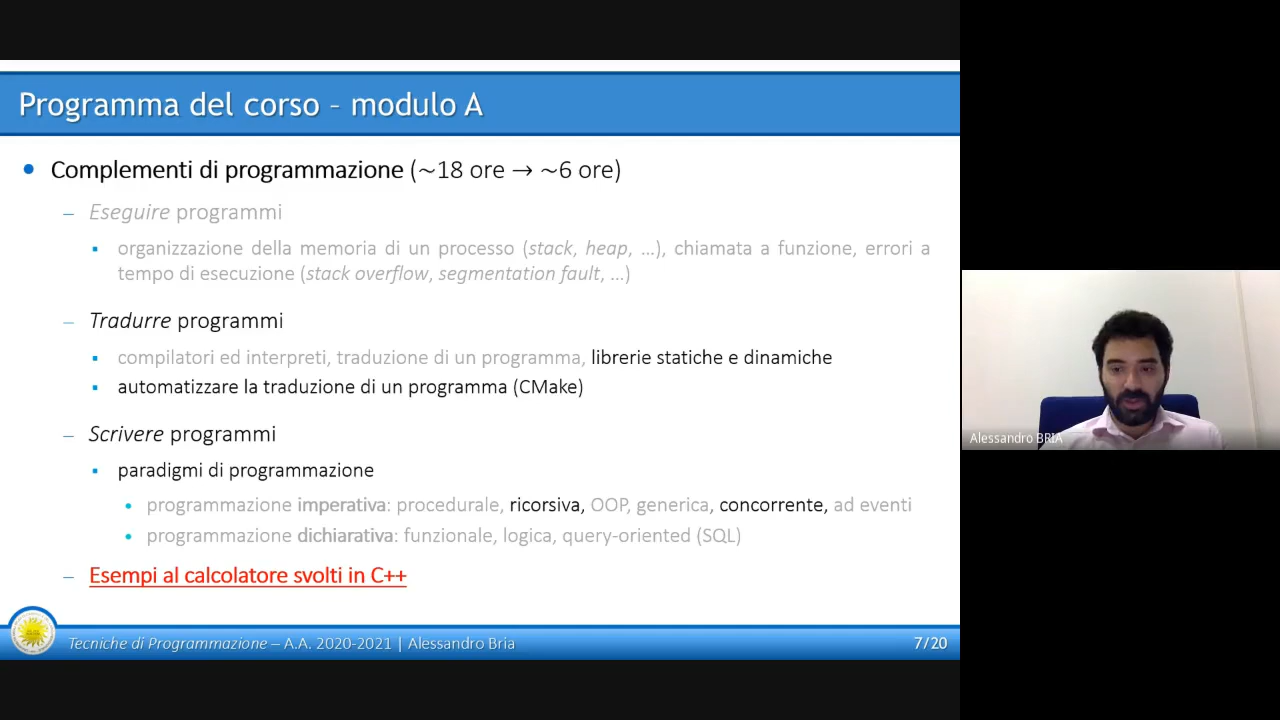 Programma del corso – modulo A
Complementi di programmazione (~18 ore → ~6 ore)
– Eseguire programmi
organizzazione della memoria di un processo (stack, heap, …), chiamata a funzione, errori a
tempo di esecuzione (stack overflow, segmentation fault, …)
– Tradurre programmi
compilatori ed interpreti, traduzione di un programma, librerie statiche e dinamiche
automatizzare la traduzione di un programma (CMake)
– Scrivere programmi
paradigmi di programmazione
programmazione imperativa: procedurale, ricorsiva, OOP, generica, concorrente, ad eventi
programmazione dichiarativa: funzionale, logica, query-oriented (SQL)
– Esempi al calcolatore svolti in C++
Tecniche di Programmazione – A.A. 2020-2021 | Alessandro Bria
7/20
Alessandro BRIA